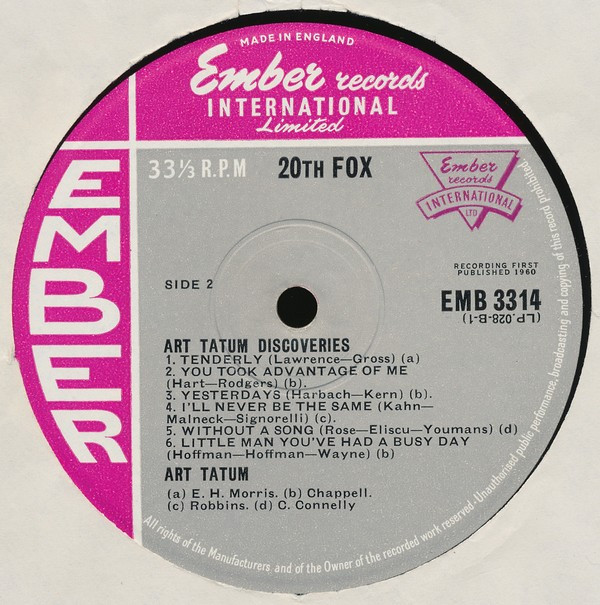 MADE IN ENGLAND
Ember records
INTERNATIONAL
Limited
EMBER
33⅓ R.P.M
20TH FOX
Ember
records
INTERNATIONAL
LTD
RECORDING FIRST
PUBLISHED 1960
SIDE 2
EMB 3314
(LP.028-B-1)
ART TATUM DISCOVERIES
1. TENDERLY (Lawrence—Gross) (a)
2. YOU TOOK ADVANTAGE OF ME
(Hart—Rodgers) (b).
3. YESTERDAYS (Harbach—Kern) (b).
4. I'LL NEVER BE THE SAME (Kahn—
Malneck—Signorelli) (c).
5. WITHOUT A SONG (Rose—Eliscu—Youmans) (d)
6. LITTLE MAN YOU'VE HAD A BUSY DAY
(Hoffman—Hoffman—Wayne) (b)
ART TATUM
(a) E. H. Morris. (b) Chappell.
(c) Robbins. (d) C. Connelly
All rights of the Manufacturers, and of the Owner of the recorded work reserved · Unauthorised public performance, broadcasting and copying of this record prohibited.